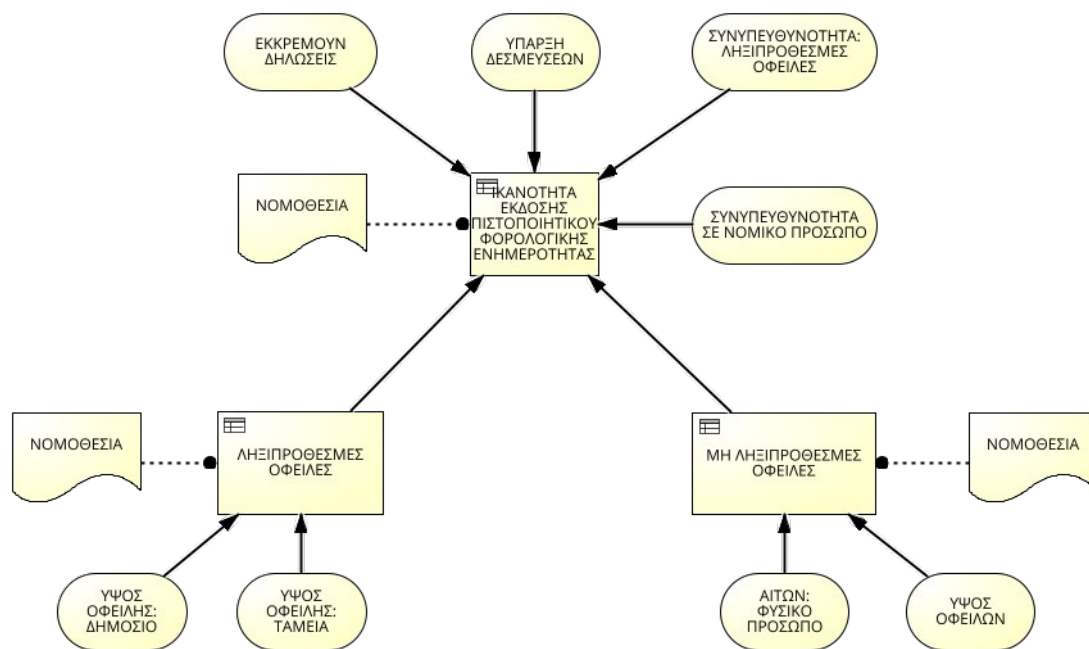 ΕΚΚΡΕΜΟΥΝ
ΔΗΛΩΣΕΙΣ
ΥΠΑΡΞΗ
ΔΕΣΜΕΥΣΕΩΝ
ΣΥΝΥΠΕΥΘΥΝΟΤΗΤΑ:
ΛΗΞΙΠΡΟΘΕΣΜΕΣ
ΟΦΕΙΛΕΣ
ΝΟΜΟΘΕΣΙΑ
ΙΚΑΝΟΤΗΤΑ
ΕΚΔΟΣΗΣ
ΠΙΣΤΟΠΟΙΗΤΙΚΟΥ
ΦΟΡΟΛΟΓΙΚΗΣ
ΕΝΗΜΕΡΟΤΗΤΑΣ
ΣΥΝΥΠΕΥΘΥΝΟΤΗΤΑ
ΣΕ ΝΟΜΙΚΟ ΠΡΟΣΩΠΟ
ΝΟΜΟΘΕΣΙΑ
ΛΗΞΙΠΡΟΘΕΣΜΕΣ
ΟΦΕΙΛΕΣ
ΜΗ ΛΗΞΙΠΡΟΘΕΣΜΕΣ
ΟΦΕΙΛΕΣ
ΝΟΜΟΘΕΣΙΑ
ΥΨΟΣ
ΟΦΕΙΛΗΣ:
ΔΗΜΟΣΙΟ
ΥΨΟΣ
ΟΦΕΙΛΗΣ:
ΤΑΜΕΙΑ
ΑΙΤΩΝ:
ΦΥΣΙΚΟ
ΠΡΟΣΩΠΟ
ΥΨΟΣ
ΟΦΕΙΛΩΝ